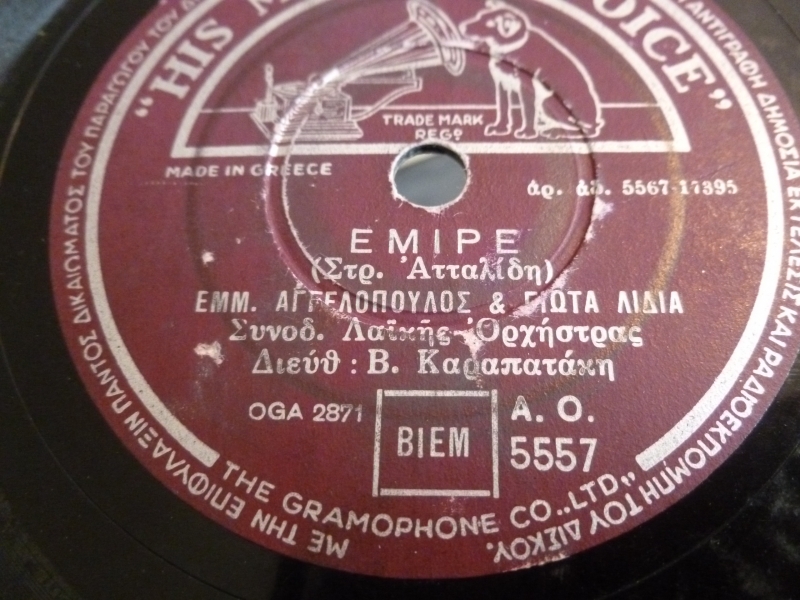 "HIS VOICE"
TRADE MARK
REGD
MADE IN GREECE
ἀρ. ἀδ. 5567-17395
ΕΜΙΡΕ
(Στρ. Ἀτταλίδη)
ΕΜΜ. ΑΓΓΕΛΟΠΟΥΛΟΣ & ΓΙΩΤΑ ΛΙΔΙΑ
Συνοδ. Λαϊκῆς Ὀρχήστρας
Διεύθ : Β. Καραπατάκη
OGA 2871
BIEM
A. O.
5557
THE GRAMOPHONE CO., LTD.,
ΜΕ ΤΗΝ ΕΠΙΦΥΛΑΞΙΝ ΠΑΝΤΟΣ ΔΙΚΑΙΩΜΑΤΟΣ ΤΟΥ ΠΑΡΑΓΩΓΟΥ ΤΟΥ
ΑΝΤΙΓΡΑΦΗ ΔΗΜΟΣΙΑ ΕΚΤΕΛΕΣΙΣ ΚΑΙ ΡΑΔΙΟΕΚΠΟΜΠΗ ΤΟΥ ΔΙΣΚΟΥ.